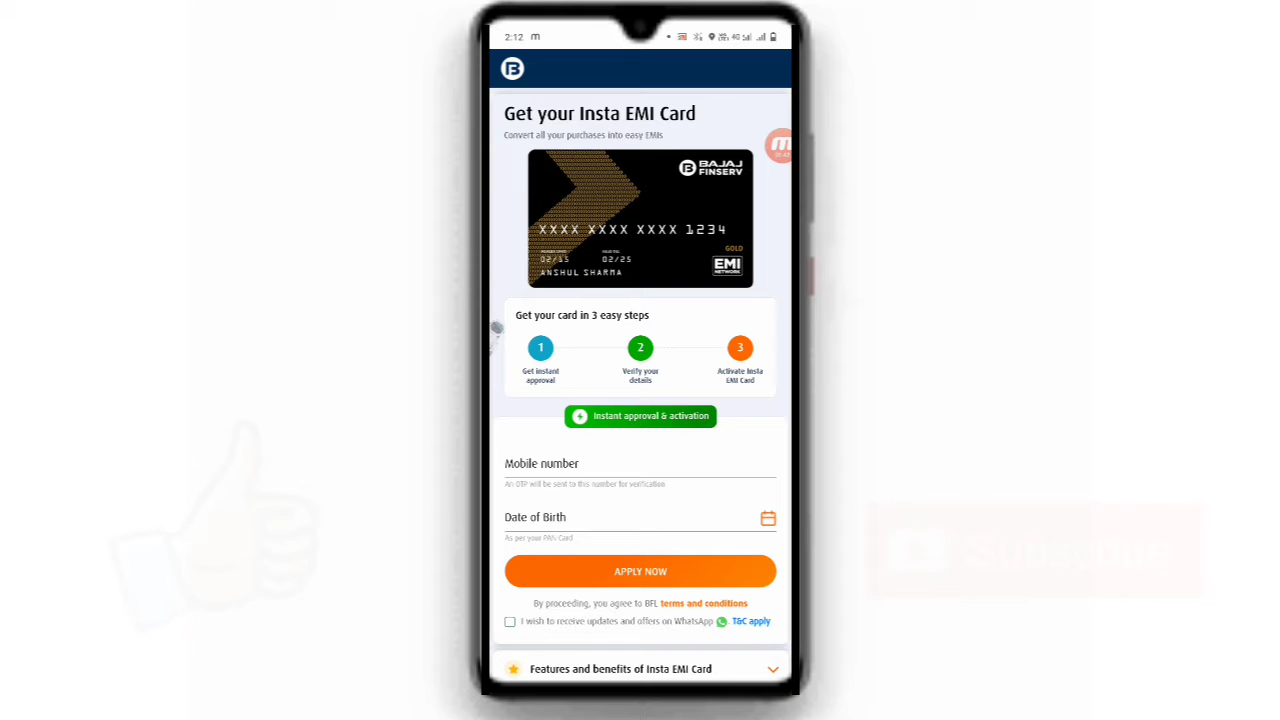 2:12 m
4G
B
Get your Insta EMI Card
Convert all your purchases into easy EMIs
B BAJAJ
FINSERV
XXXX XXXX XXXX 1234
GOLD
02/15 02/25
ANSHUL SHARMA
EMI
NETWORK
Get your card in 3 easy steps
1 2 3
Get instant approval
Verify your details
Activate Insta EMI Card
Instant approval & activation
Mobile number
An OTP will be sent to this number for verification
Date of Birth
As per your PAN Card
APPLY NOW
By proceeding, you agree to BFL terms and conditions
I wish to receive updates and offers on WhatsApp T&C apply
Features and benefits of Insta EMI Card
Subscribe